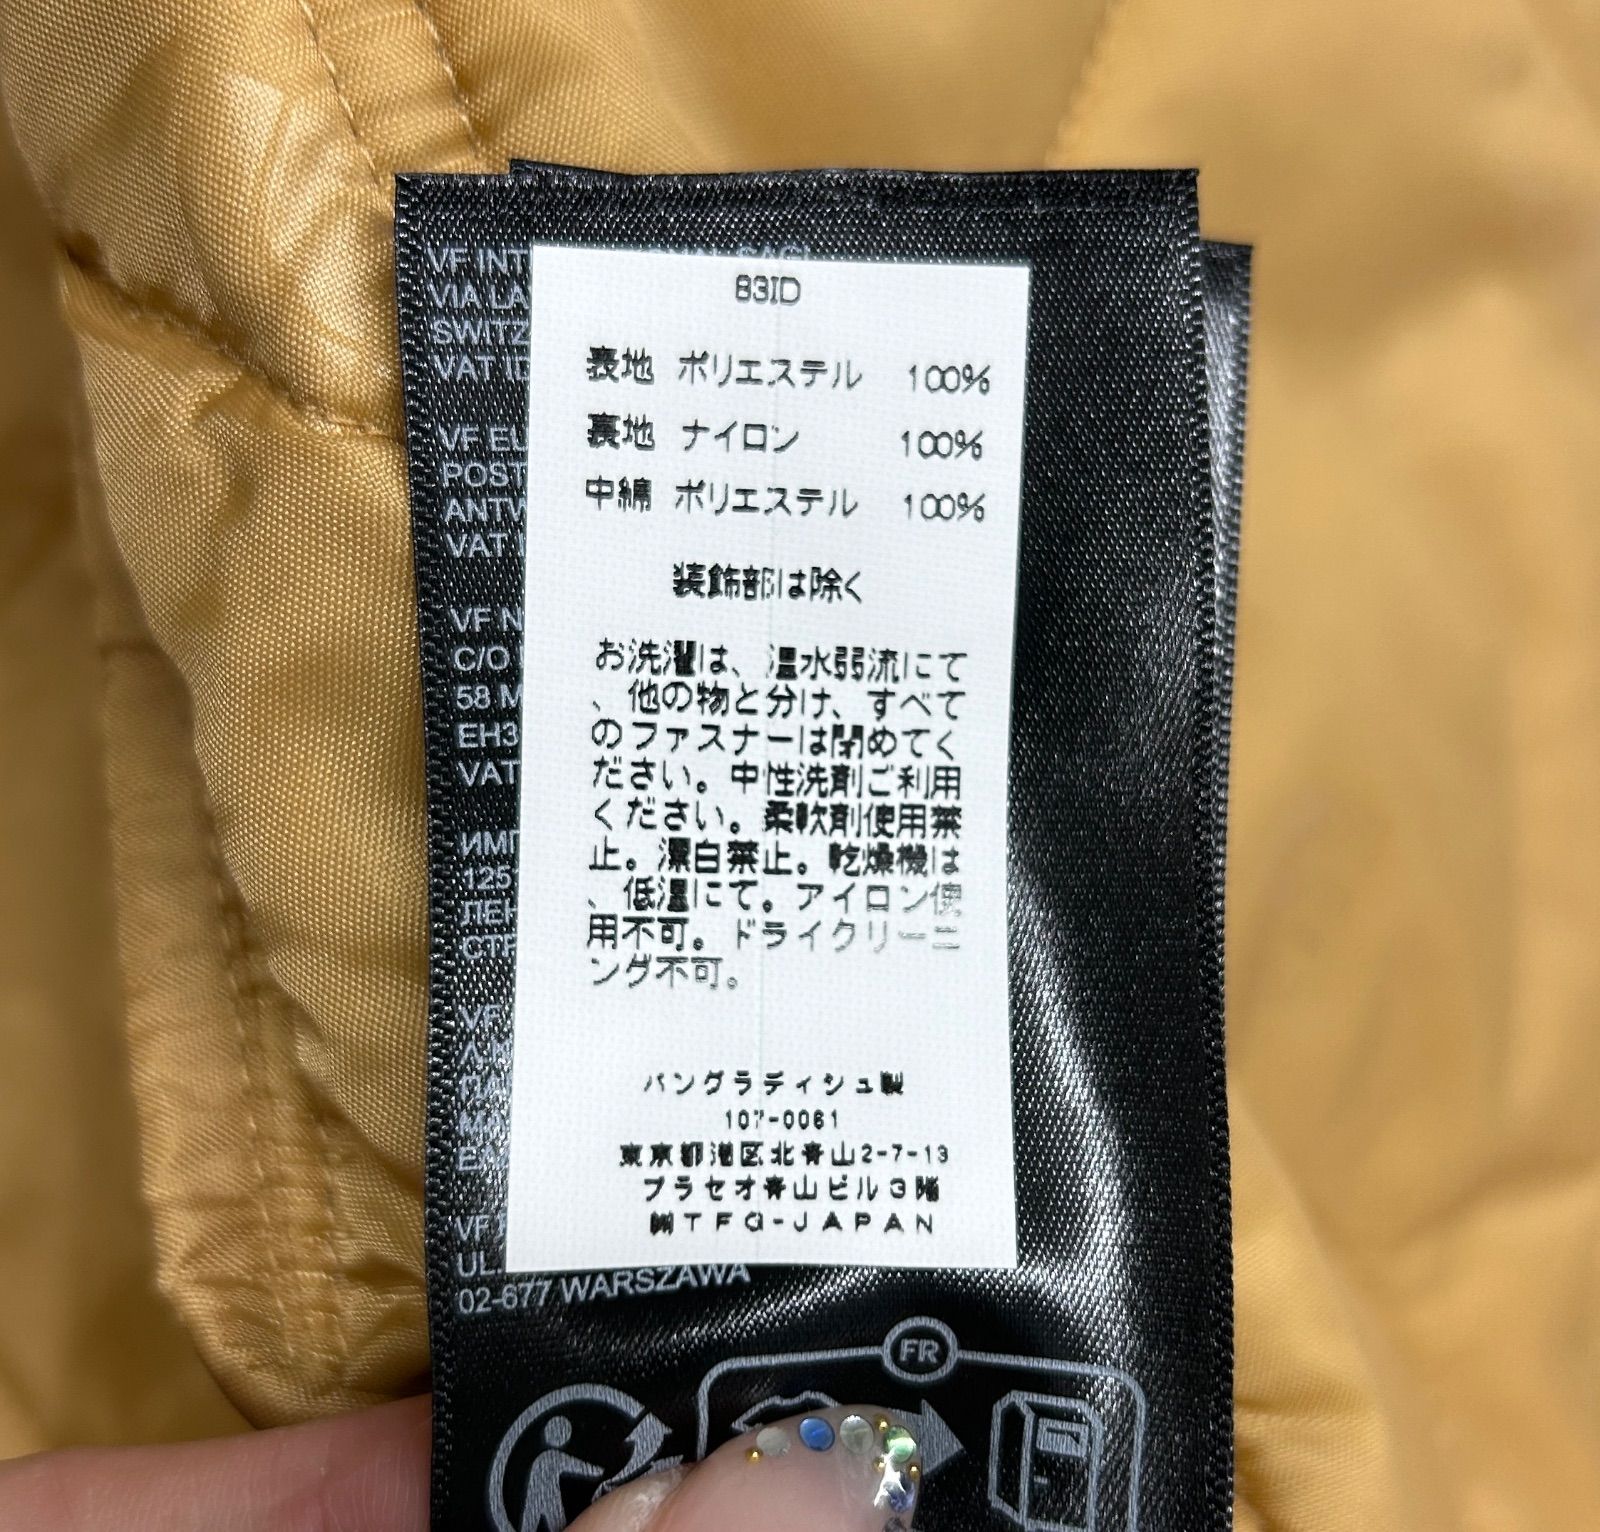 83ID
表地 ポリエステル 100%
裏地 ナイロン 100%
中綿 ポリエステル 100%
装飾部は除く
お洗濯は、温水弱流にて
、他の物と分け、すべて
のファスナーは閉めてく
ださい。中性洗剤ご利用
ください。柔軟剤使用禁
止。漂白禁止。乾燥機は
、低温にて。アイロン使
用不可。ドライクリーニ
ング不可。
バングラディシュ製
107-0061
東京都港区北青山2-7-13
プラセオ青山ビル3階
㈱TFG-JAPAN
VF
VIA LA
VAT ID
VF
POST
VAT
VF
C/O
58
EH3
VAT
125
VF
VF
UL.
02-677 WARSZAWA
FR